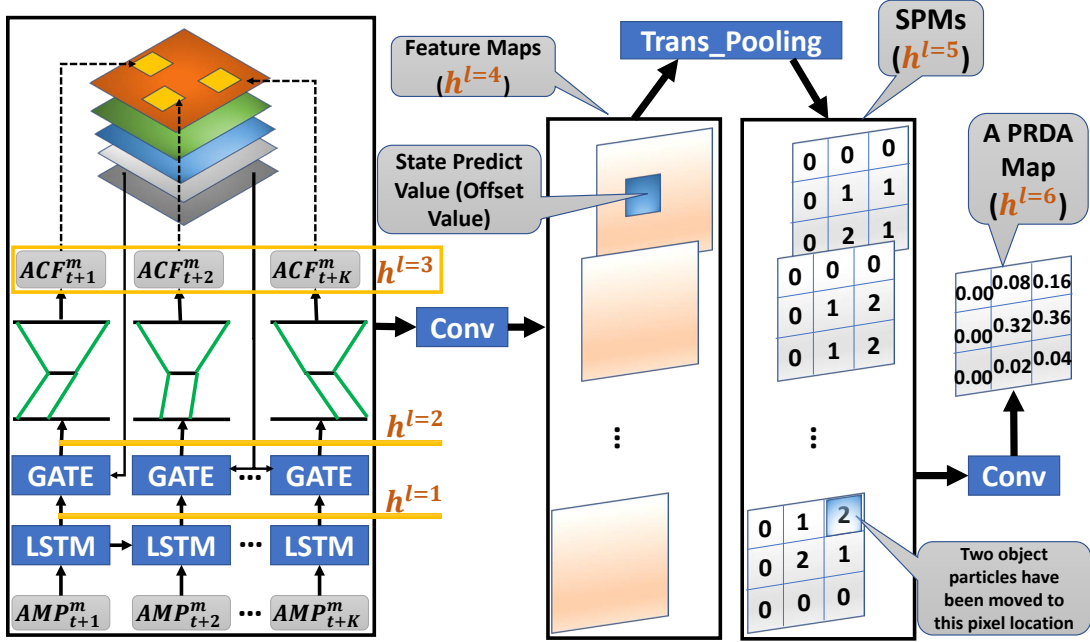 Feature Maps
(h^{l=4})
Trans_Pooling
SPMs
(h^{l=5})
State Predict
Value (Offset
Value)
A PRDA
Map
(h^{l=6})
ACF^m_{t+1} ACF^m_{t+2} ACF^m_{t+K} h^{l=3}
Conv
0 0 0
0 1 1
0 2 1
0 0 0
0 1 2
0 1 2
...
...
0.00 0.08 0.16
0.00 0.32 0.36
0.00 0.02 0.04
h^{l=2}
GATE GATE ... GATE
h^{l=1}
LSTM LSTM ... LSTM
AMP^m_{t+1} AMP^m_{t+2} ... AMP^m_{t+K}
0 1 2
0 2 1
0 0 0
Conv
Two object
particles have
been moved to
this pixel location